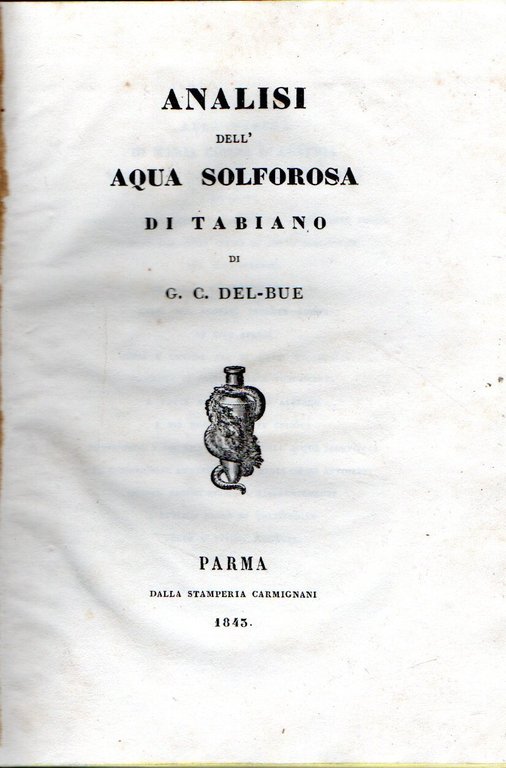 ANALISI
DELL'
AQUA SOLFOROSA
DI TABIANO
DI
G. C. DEL-BUE
PARMA
DALLA STAMPERIA CARMIGNANI
1843.